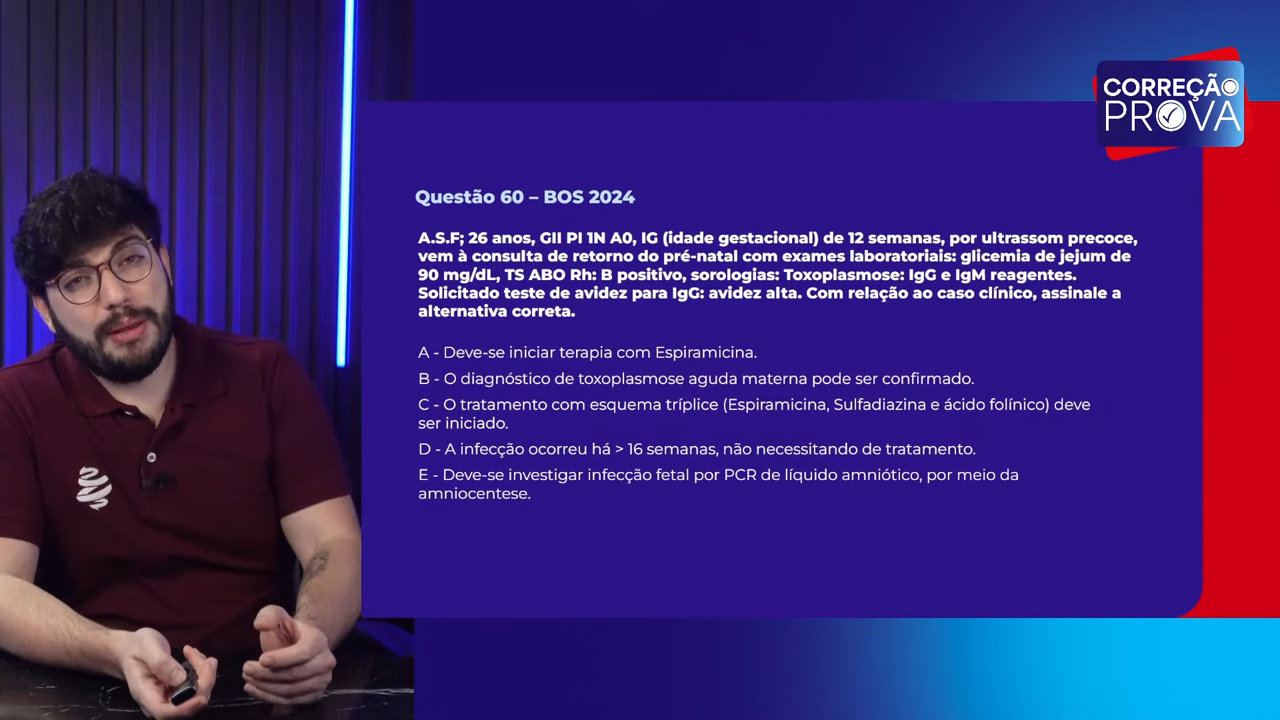 CORREÇÃO
PROVA
Questão 60 – BOS 2024
A.S.F; 26 anos, GII PI 1N A0, IG (idade gestacional) de 12 semanas, por ultrassom precoce,
vem à consulta de retorno do pré-natal com exames laboratoriais: glicemia de jejum de
90 mg/dL, TS ABO Rh: B positivo, sorologias: Toxoplasmose: IgG e IgM reagentes.
Solicitado teste de avidez para IgG: avidez alta. Com relação ao caso clínico, assinale a
alternativa correta.
A - Deve-se iniciar terapia com Espiramicina.
B - O diagnóstico de toxoplasmose aguda materna pode ser confirmado.
C - O tratamento com esquema tríplice (Espiramicina, Sulfadiazina e ácido folínico) deve
ser iniciado.
D - A infecção ocorreu há > 16 semanas, não necessitando de tratamento.
E - Deve-se investigar infecção fetal por PCR de líquido amniótico, por meio da
amniocentese.